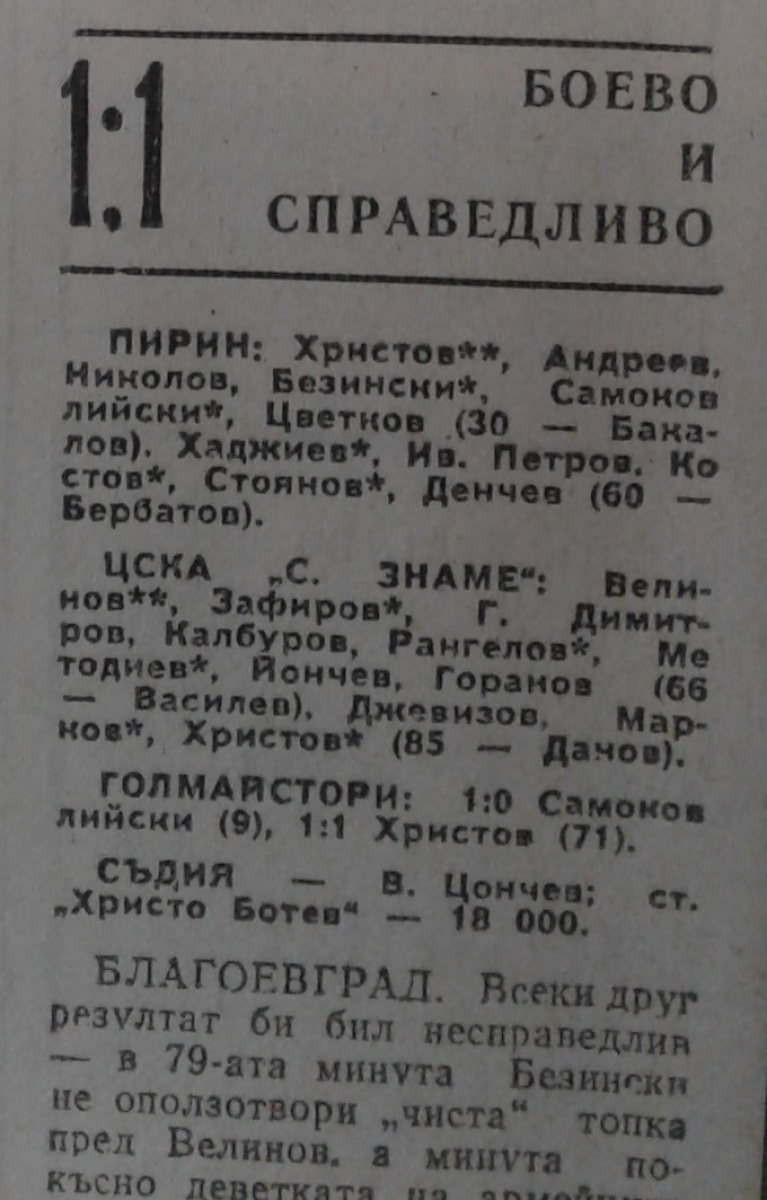 1:1
БОЕВО
И
СПРАВЕДЛИВО
ПИРИН: Христов**, Андреев,
Николов, Безински*, Самоков
лийски*, Цветков (30 — Бака-
лов), Хаджиев*, Ив. Петров, Ко
стов*, Стоянов*, Денчев (60 —
Бербатов).
ЦСКА „С. ЗНАМЕ“: Вели-
нов**, Зафиров*, Г. Димит-
ров, Калбуров, Рангелов*, Ме
тодиев*, Йончев, Горанов (66
— Василев), Джевизов, Мар-
ков*, Христов* (85 — Данов).
ГОЛМАЙСТОРИ: 1:0 Самоков
лийски (9), 1:1 Христов (71).
СЪДИЯ — В. Цончев; ст.
„Христо Ботев“ — 18 000.
БЛАГОЕВГРАД. Всеки друг
резултат би бил несправедлив
— в 79-ата минута Безински
не оползотвори „чиста“ топка
пред Велинов, а минута по-
късно деветката на